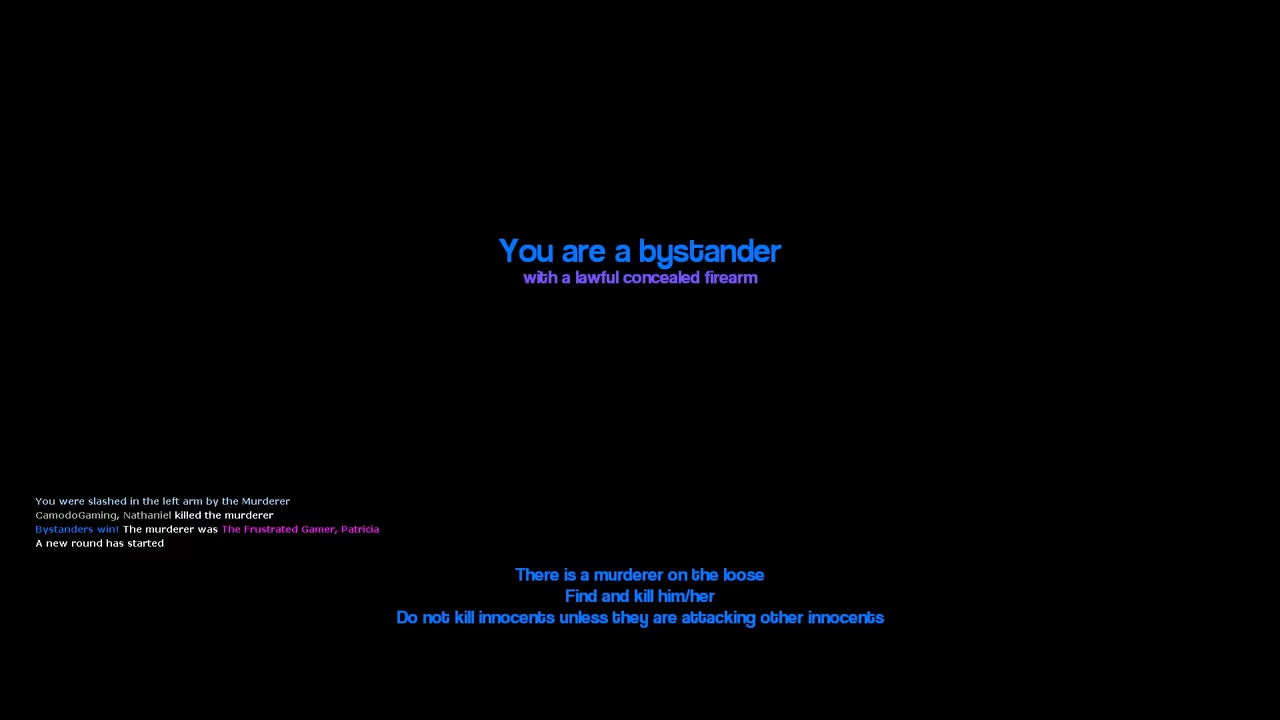 You are a bystander
with a lawful concealed firearm
You were slashed in the left arm by the Murderer
CamodoGaming, Nathaniel killed the murderer
Bystanders win! The murderer was The Frustrated Gamer, Patricia
A new round has started
There is a murderer on the loose
Find and kill him/her
Do not kill innocents unless they are attacking other innocents